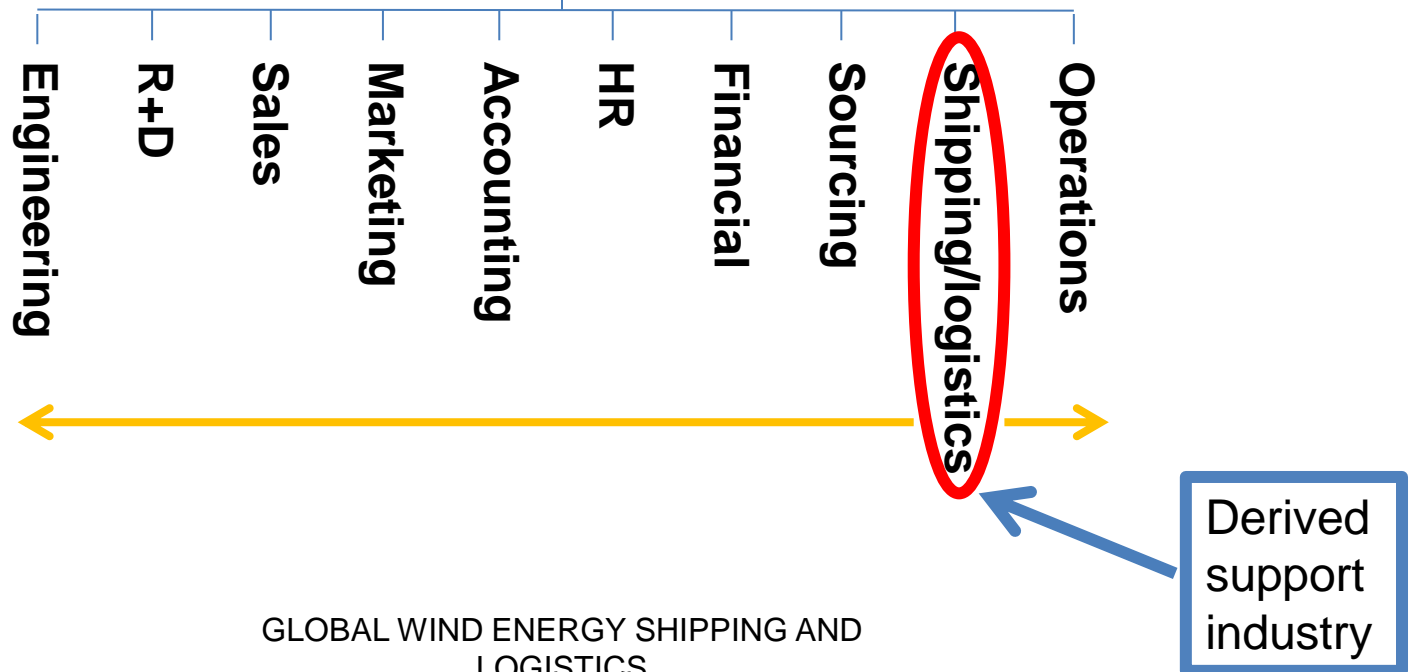 Engineering
R+D
Sales
Marketing
Accounting
HR
Financial
Sourcing
Shipping/logistics
Operations
Derived
support
industry
GLOBAL WIND ENERGY SHIPPING AND
LOGISTICS